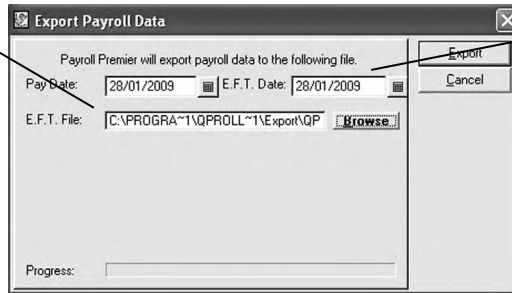 Export Payroll Data
Payroll Premier will export payroll data to the following file.
Export
Pay Date: 28/01/2009 E.F.T. Date: 28/01/2009
Cancel
E.F.T. File: C:\PROGRA~1\QPROLL~1\Export\QP Browse
Progress: